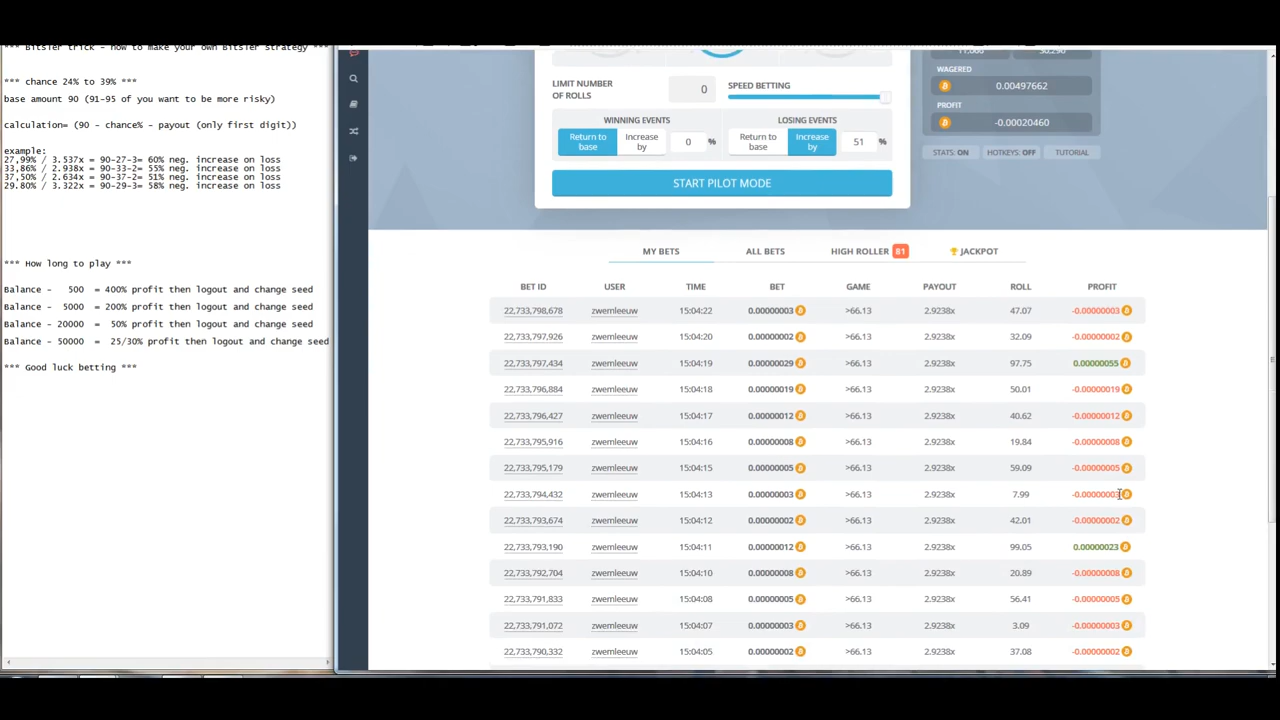 *** Bitsler trick - how to make your own Bitsler strategy ***
*** chance 24% to 39% ***
base amount 90 (91-95 of you want to be more risky)
calculation= (90 - chance% - payout (only first digit))
example:
27,99% / 3.537x = 90-27-3= 60% neg. increase on loss
33,86% / 2.938x = 90-33-2= 55% neg. increase on loss
37,50% / 2.634x = 90-37-2= 51% neg. increase on loss
29.80% / 3.322x = 90-29-3= 58% neg. increase on loss
*** How long to play ***
Balance - 500 = 400% profit then logout and change seed
Balance - 5000 = 200% profit then logout and change seed
Balance - 20000 = 50% profit then logout and change seed
Balance - 50000 = 25/30% profit then logout and change seed
*** Good luck betting ***
LIMIT NUMBER
OF ROLLS
0
SPEED BETTING
WINNING EVENTS
LOSING EVENTS
Return to
base
Increase
by
0 %
Return to
base
Increase
by
51 %
START PILOT MODE
WAGERED
0.00497662
PROFIT
-0.00020460
STATS: ON
HOTKEYS: OFF
TUTORIAL
MY BETS
ALL BETS
HIGH ROLLER 81
JACKPOT
BET ID USER TIME BET GAME PAYOUT ROLL PROFIT
22,733,798,678 zwemleeuw 15:04:22 0.00000003 >66.13 2.9238x 47.07 -0.00000003
22,733,797,926 zwemleeuw 15:04:20 0.00000002 >66.13 2.9238x 32.09 -0.00000002
22,733,797,434 zwemleeuw 15:04:19 0.00000029 >66.13 2.9238x 97.75 0.00000055
22,733,796,884 zwemleeuw 15:04:18 0.00000019 >66.13 2.9238x 50.01 -0.00000019
22,733,796,427 zwemleeuw 15:04:17 0.00000012 >66.13 2.9238x 40.62 -0.00000012
22,733,795,916 zwemleeuw 15:04:16 0.00000008 >66.13 2.9238x 19.84 -0.00000008
22,733,795,179 zwemleeuw 15:04:15 0.00000005 >66.13 2.9238x 59.09 -0.00000005
22,733,794,432 zwemleeuw 15:04:13 0.00000003 >66.13 2.9238x 7.99 -0.00000003
22,733,793,674 zwemleeuw 15:04:12 0.00000002 >66.13 2.9238x 42.01 -0.00000002
22,733,793,190 zwemleeuw 15:04:11 0.00000012 >66.13 2.9238x 99.05 0.00000023
22,733,792,704 zwemleeuw 15:04:10 0.00000008 >66.13 2.9238x 20.89 -0.00000008
22,733,791,833 zwemleeuw 15:04:08 0.00000005 >66.13 2.9238x 56.41 -0.00000005
22,733,791,072 zwemleeuw 15:04:07 0.00000003 >66.13 2.9238x 3.09 -0.00000003
22,733,790,332 zwemleeuw 15:04:05 0.00000002 >66.13 2.9238x 37.08 -0.00000002